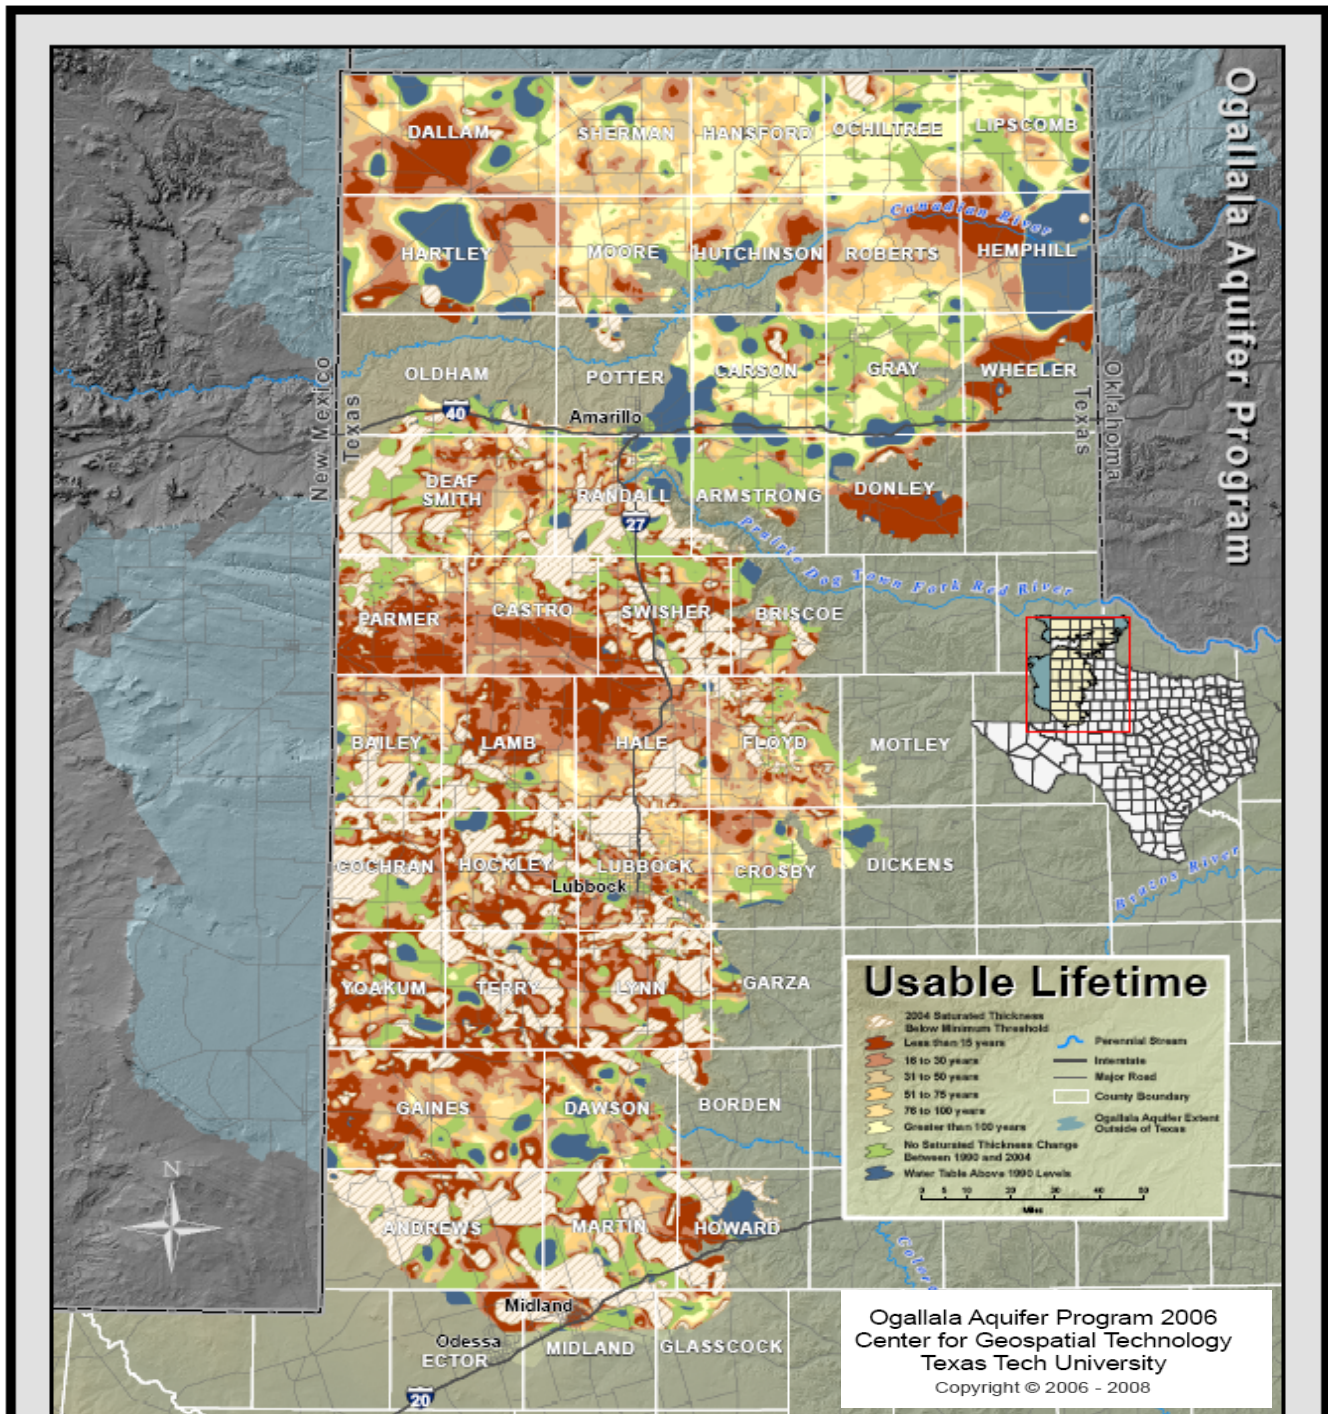 Ogallala Aquifer Program
DALLAM
SHERMAN
HANSFORD
OCHILTREE
LIPSCOMB
Canadian River
HARTLEY
MOORE
HUTCHINSON
ROBERTS
HEMPHILL
New Mexico
Texas
OLDHAM
POTTER
CARSON
GRAY
WHEELER
Texas
Oklahoma
40
Amarillo
DEAF
SMITH
RANDALL
ARMSTRONG
DONLEY
27
Prairie Dog Town Fork Red River
PARMER
CASTRO
SWISHER
BRISCOE
BAILEY
LAMB
HALE
FLOYD
MOTLEY
COCHRAN
HOCKLEY
LUBBOCK
Lubbock
CROSBY
DICKENS
Brazos River
YOAKUM
TERRY
LYNN
GARZA
GAINES
DAWSON
BORDEN
N
ANDREWS
MARTIN
HOWARD
Midland
Odessa
ECTOR
MIDLAND
GLASSCOCK
20
Usable Lifetime
2004 Saturated Thickness
Below Minimum Threshold
Less than 15 years
16 to 30 years
31 to 50 years
51 to 75 years
76 to 100 years
Greater than 100 years
No Saturated Thickness Change
Between 1990 and 2004
Water Table Above 1990 Levels
Perennial Stream
Interstate
Major Road
County Boundary
Ogallala Aquifer Extent
Outside of Texas
0 5 10 20 30 40 50
Miles
Ogallala Aquifer Program 2006
Center for Geospatial Technology
Texas Tech University
Copyright © 2006 - 2008